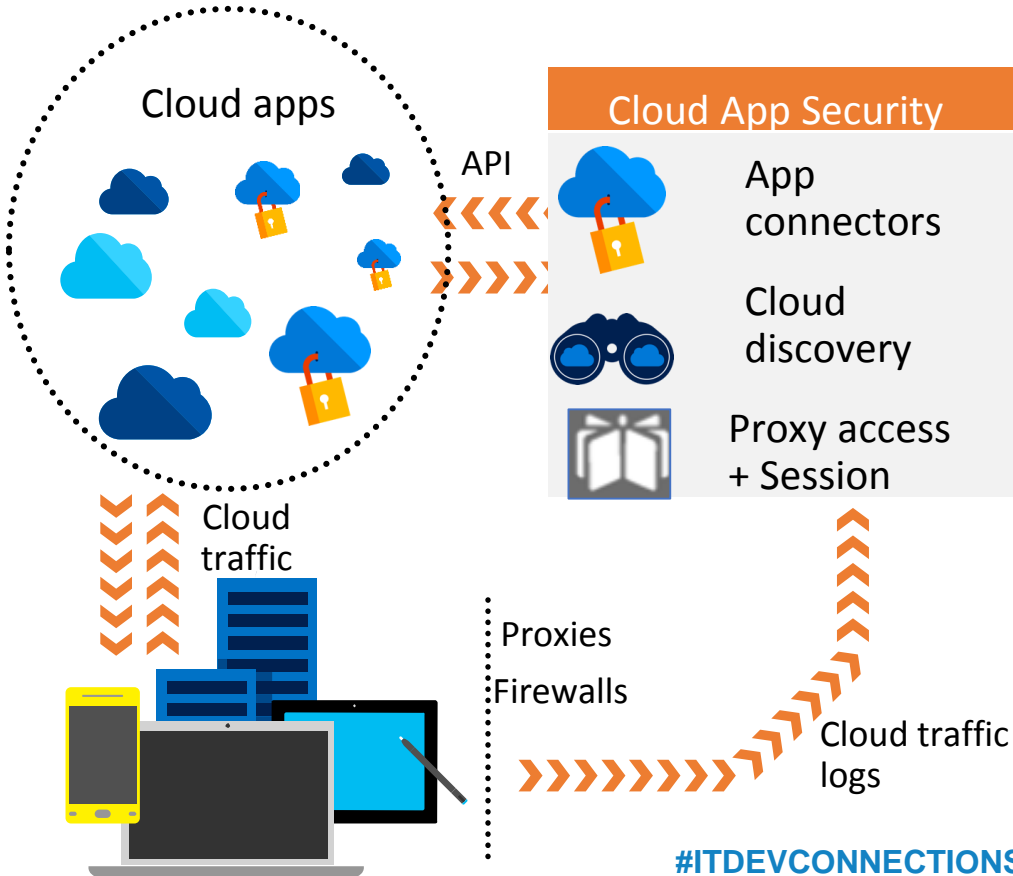 Cloud apps
API
Cloud App Security
App
connectors
Cloud
discovery
Proxy access
+ Session
Cloud
traffic
Proxies
Firewalls
Cloud traffic
logs
#ITDEVCONNECTIONS